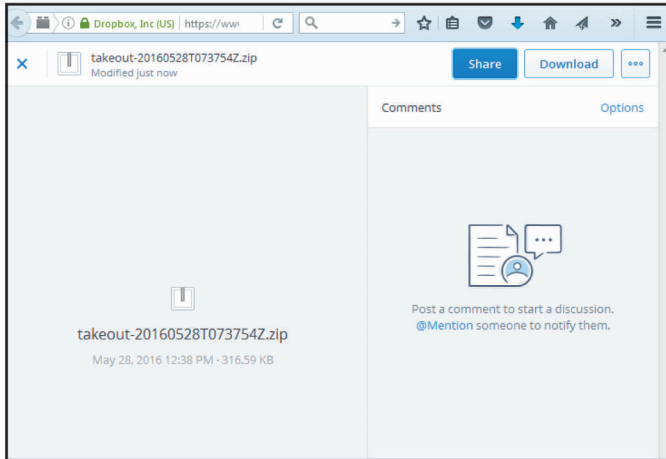 Dropbox, Inc (US) https://ww
takeout-20160528T073754Z.zip
Modified just now
Share
Download
Comments
Options
takeout-20160528T073754Z.zip
May 28, 2016 12:38 PM · 316.59 KB
Post a comment to start a discussion.
@Mention someone to notify them.